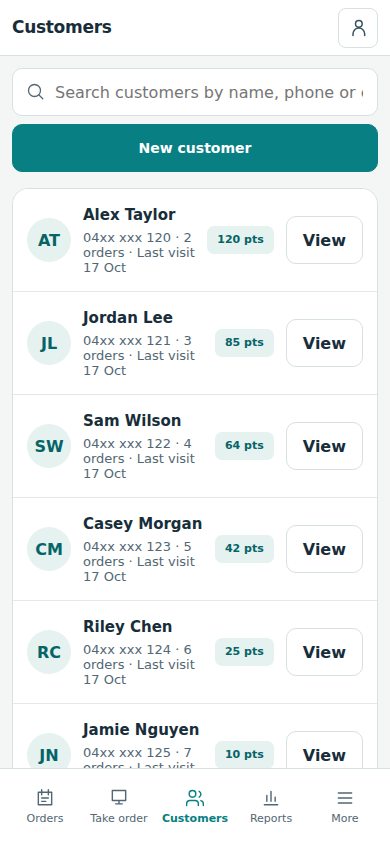 Customers
Search customers by name, phone or
New customer
AT
Alex Taylor
04xx xxx 120 · 2
orders · Last visit
17 Oct
120 pts
View
JL
Jordan Lee
04xx xxx 121 · 3
orders · Last visit
17 Oct
85 pts
View
SW
Sam Wilson
04xx xxx 122 · 4
orders · Last visit
17 Oct
64 pts
View
CM
Casey Morgan
04xx xxx 123 · 5
orders · Last visit
17 Oct
42 pts
View
RC
Riley Chen
04xx xxx 124 · 6
orders · Last visit
17 Oct
25 pts
View
JN
Jamie Nguyen
04xx xxx 125 · 7
orders · Last visit
10 pts
View
Orders
Take order
Customers
Reports
More